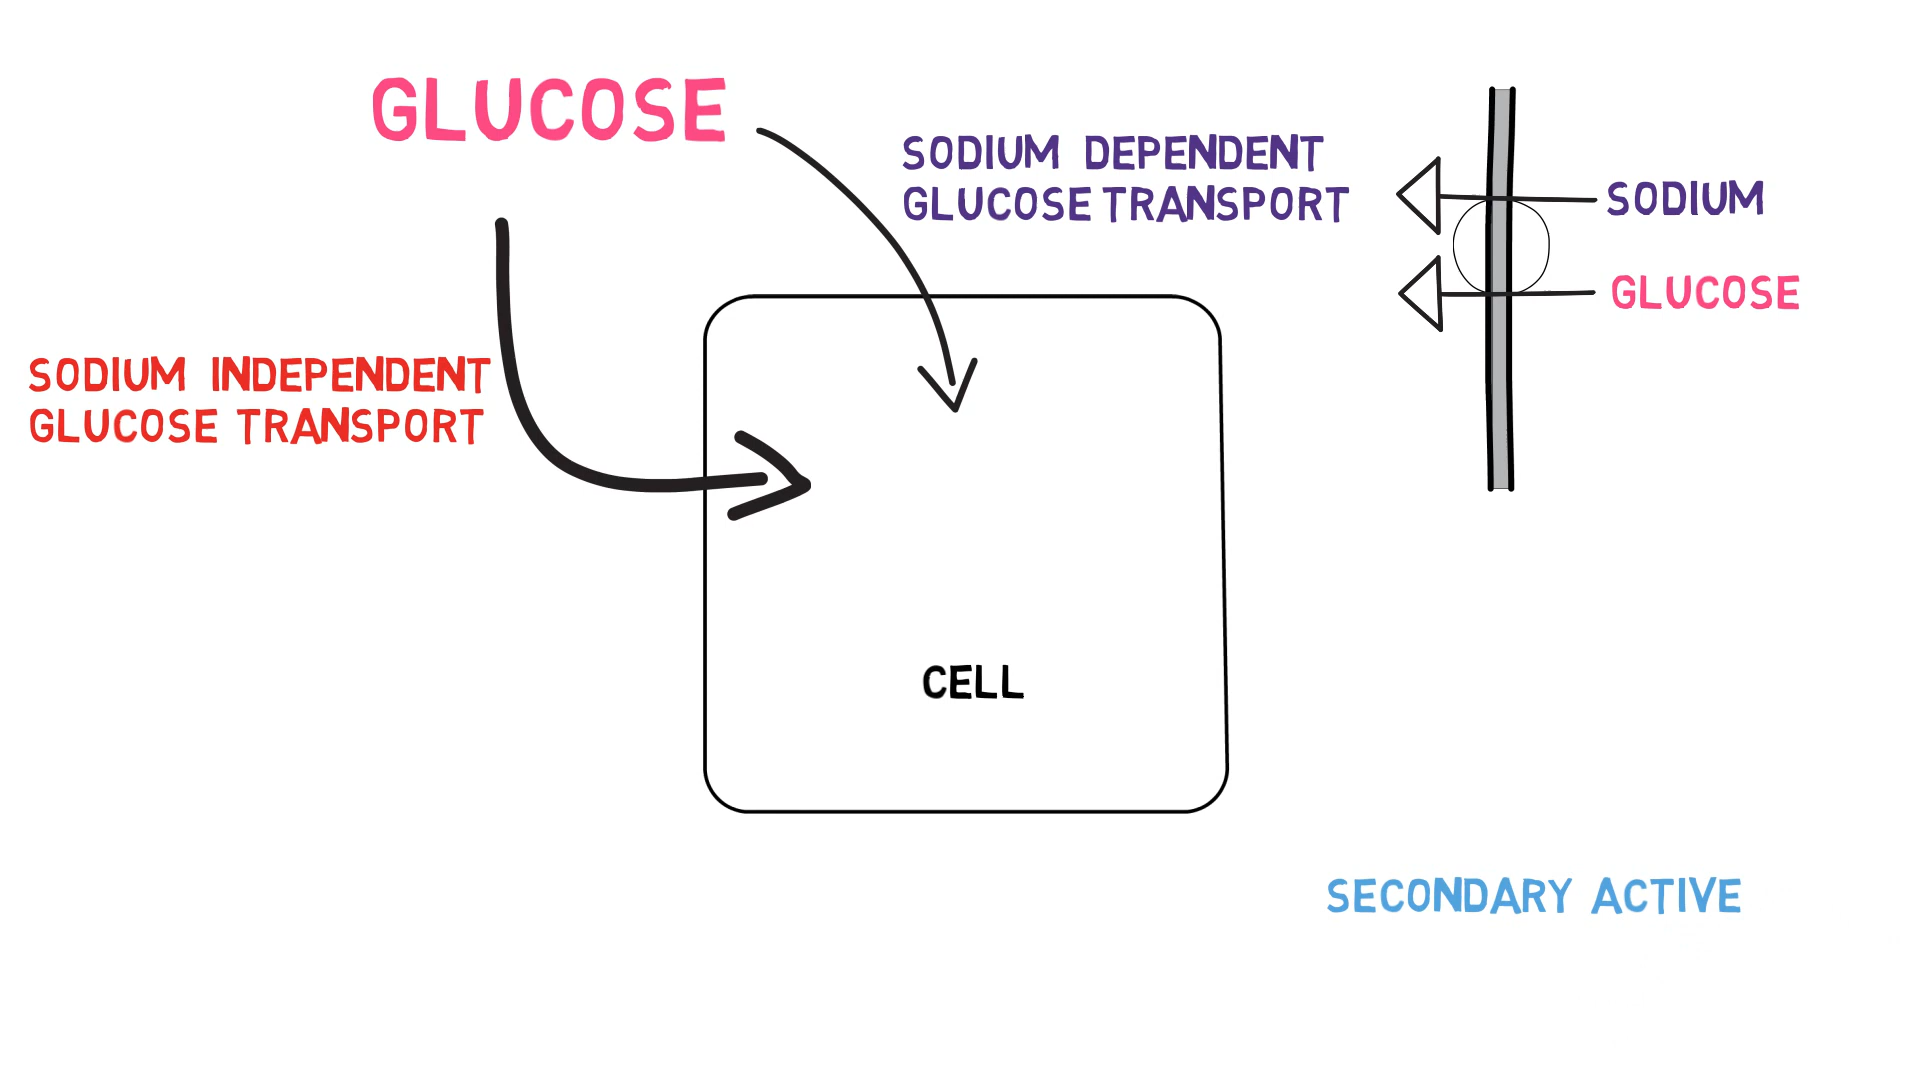 GLUCOSE
SODIUM DEPENDENT
GLUCOSE TRANSPORT
SODIUM
GLUCOSE
SODIUM INDEPENDENT
GLUCOSE TRANSPORT
CELL
SECONDARY ACTIVE